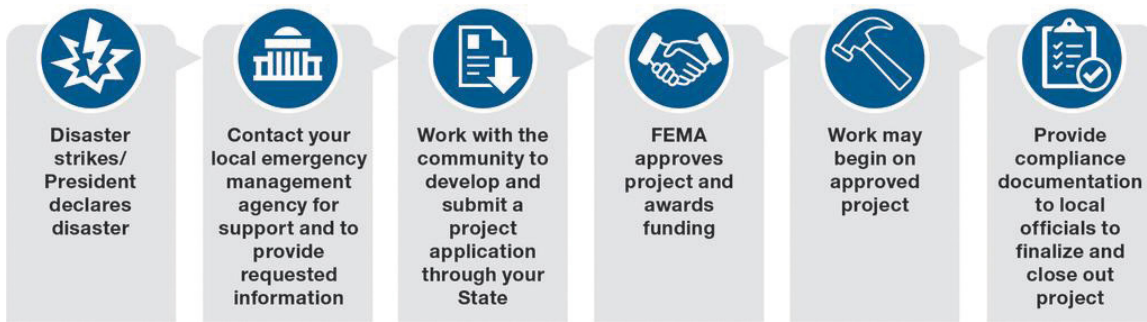 Disaster
strikes/
President
declares
disaster
Contact your
local emergency
management
agency for
support and to
provide
requested
information
Work with the
community to
develop and
submit a
project
application
through your
State
FEMA
approves
project and
awards
funding
Work may
begin on
approved
project
Provide
compliance
documentation
to local
officials to
finalize and
close out
project